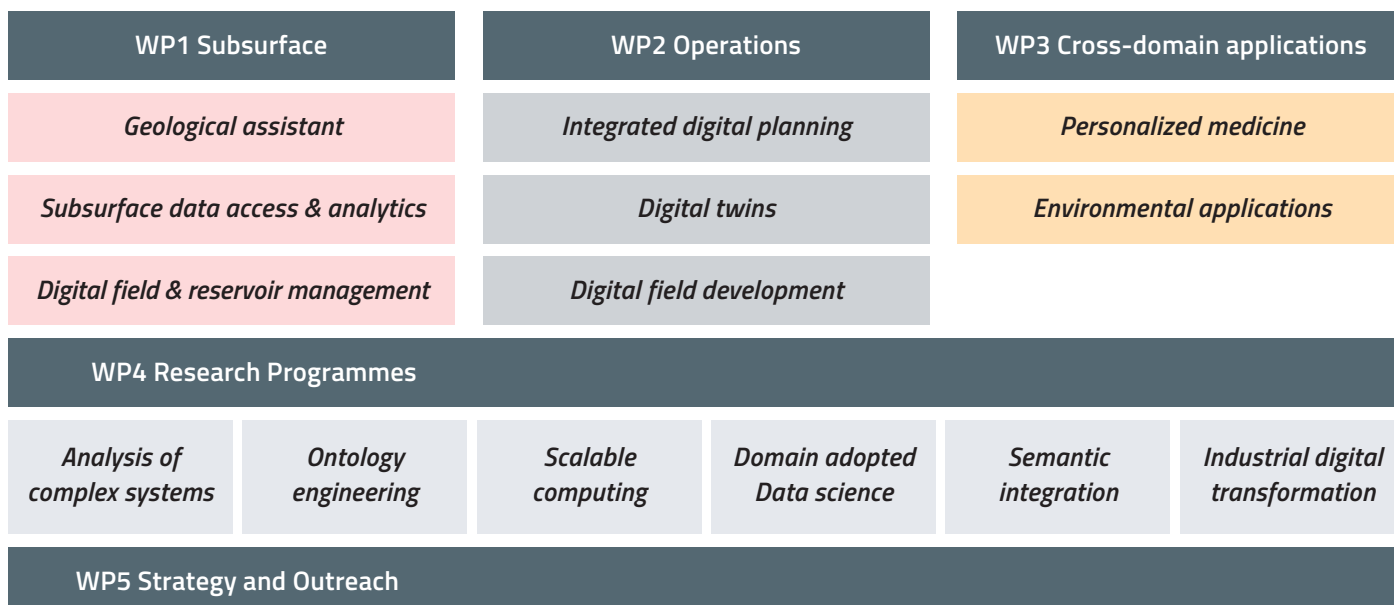 WP1 Subsurface
Geological assistant
Subsurface data access & analytics
Digital field & reservoir management
WP2 Operations
Integrated digital planning
Digital twins
Digital field development
WP3 Cross-domain applications
Personalized medicine
Environmental applications
WP4 Research Programmes
Analysis of
complex systems
Ontology
engineering
Scalable
computing
Domain adopted
Data science
Semantic
integration
Industrial digital
transformation
WP5 Strategy and Outreach